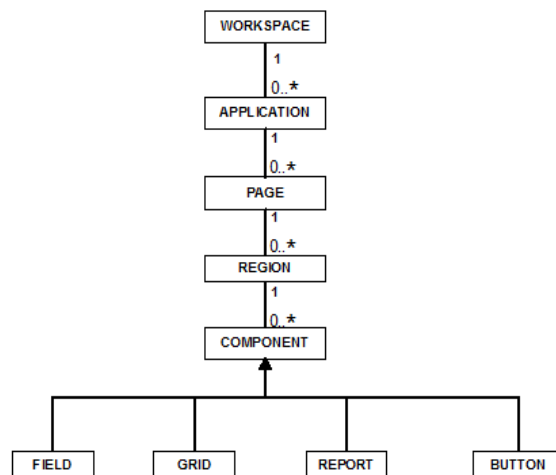 WORKSPACE
1
0..*
APPLICATION
1
0..*
PAGE
1
0..*
REGION
1
0..*
COMPONENT
FIELD GRID REPORT BUTTON